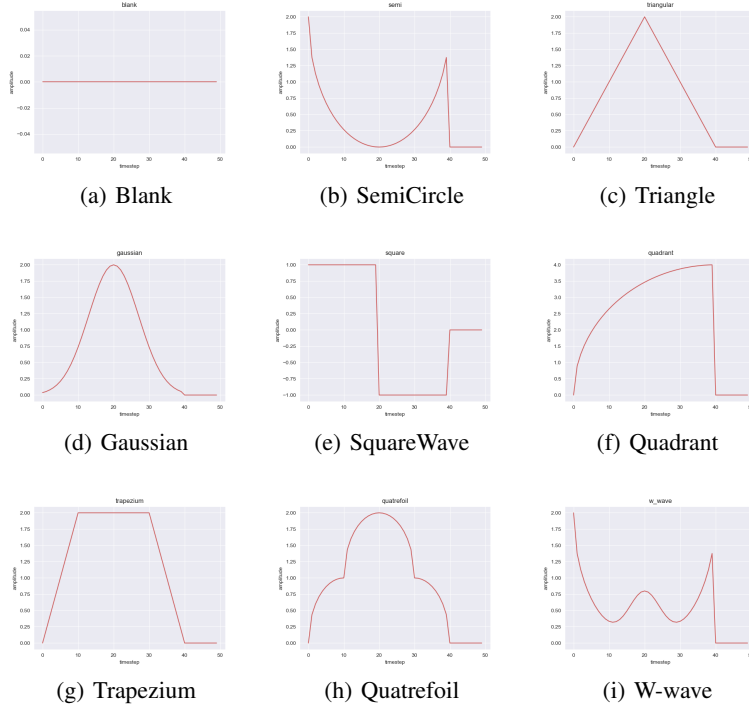 blank
0.04
0.02
0.00
−0.02
−0.04
amplitude
0 10 20 30 40 50
timestep
(a) Blank
semi
2.00
1.75
1.50
1.25
1.00
0.75
0.50
0.25
0.00
amplitude
0 10 20 30 40 50
timestep
(b) SemiCircle
triangular
2.00
1.75
1.50
1.25
1.00
0.75
0.50
0.25
0.00
amplitude
0 10 20 30 40 50
timestep
(c) Triangle
gaussian
2.00
1.75
1.50
1.25
1.00
0.75
0.50
0.25
0.00
amplitude
0 10 20 30 40 50
timestep
(d) Gaussian
square
1.00
0.75
0.50
0.25
0.00
−0.25
−0.50
−0.75
−1.00
amplitude
0 10 20 30 40 50
timestep
(e) SquareWave
quadrant
4.0
3.5
3.0
2.5
2.0
1.5
1.0
0.5
0.0
amplitude
0 10 20 30 40 50
timestep
(f) Quadrant
trapezium
2.00
1.75
1.50
1.25
1.00
0.75
0.50
0.25
0.00
amplitude
0 10 20 30 40 50
timestep
(g) Trapezium
quatrefoil
2.00
1.75
1.50
1.25
1.00
0.75
0.50
0.25
0.00
amplitude
0 10 20 30 40 50
timestep
(h) Quatrefoil
w_wave
2.00
1.75
1.50
1.25
1.00
0.75
0.50
0.25
0.00
amplitude
0 10 20 30 40 50
timestep
(i) W-wave